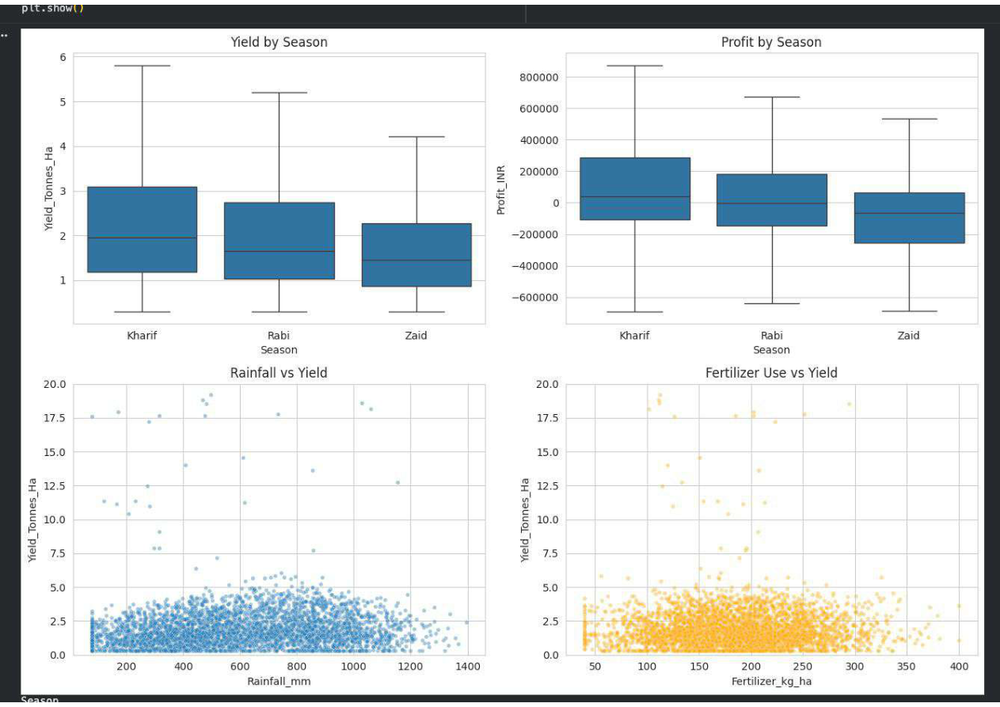 plt.show()
Yield by Season
Yield_Tonnes_Ha
6
5
4
3
2
1
Kharif
Rabi
Zaid
Season
Profit by Season
Profit_INR
800000
600000
400000
200000
0
−200000
−400000
−600000
Kharif
Rabi
Zaid
Season
Rainfall vs Yield
Yield_Tonnes_Ha
20.0
17.5
15.0
12.5
10.0
7.5
5.0
2.5
0.0
200
400
600
800
1000
1200
1400
Rainfall_mm
Fertilizer Use vs Yield
Yield_Tonnes_Ha
20.0
17.5
15.0
12.5
10.0
7.5
5.0
2.5
0.0
50
100
150
200
250
300
350
400
Fertilizer_kg_ha
Season